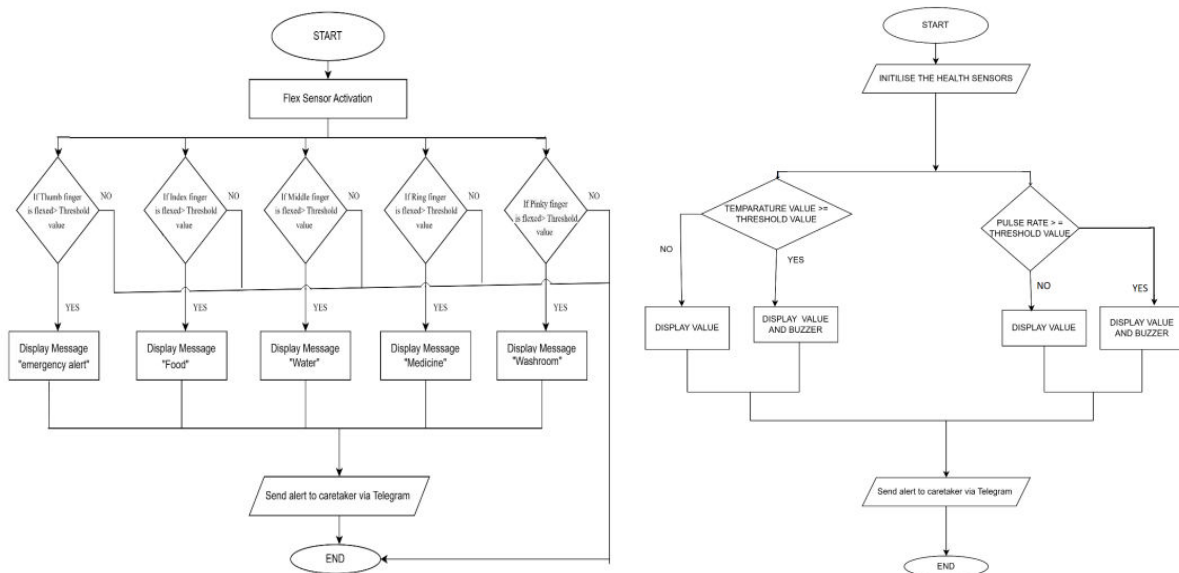 START
Flex Sensor Activation
If Thumb finger
is flexed> Threshold
value
NO
If Index finger
is flexed> Threshold
value
NO
If Middle finger
is flexed> Threshold
value
NO
If Ring finger
is flexed> Threshold
value
NO
If Pinky finger
is flexed> Threshold
value
NO
YES
YES
YES
YES
YES
Display Message
"emergency alert"
Display Message
"Food"
Display Message
"Water"
Display Message
"Medicine"
Display Message
"Washroom"
Send alert to caretaker via Telegram
END
START
INITILISE THE HEALTH SENSORS
TEMPARATURE VALUE >=
THRESHOLD VALUE
PULSE RATE > =
THRESHOLD VALUE
NO
YES
NO
YES
DISPLAY VALUE
DISPLAY VALUE
AND BUZZER
DISPLAY VALUE
DISPLAY VALUE
AND BUZZER
Send alert to caretaker via Telegram
END